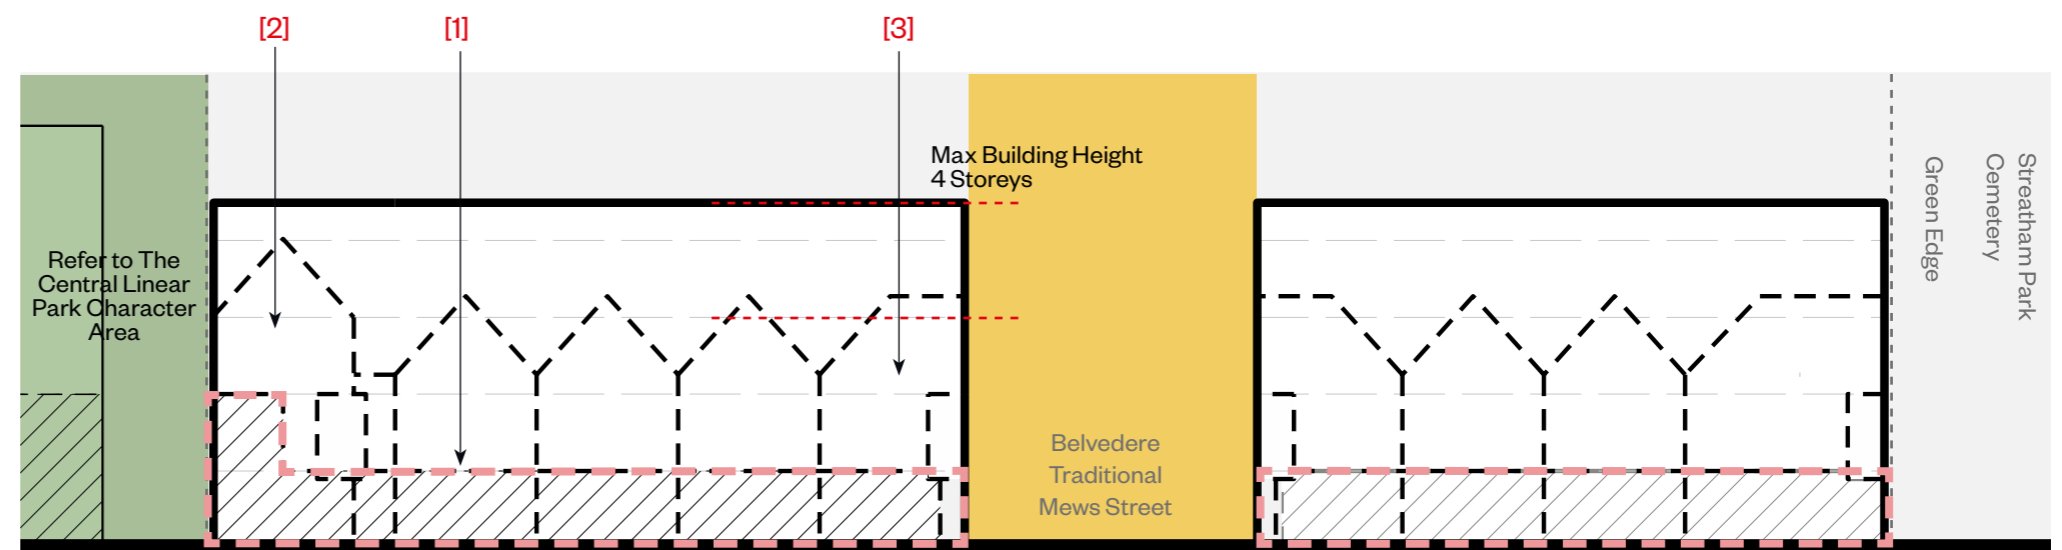 [2]
[1]
[3]
Max Building Height
4 Storeys
Refer to The
Central Linear
Park Character
Area
Belvedere
Traditional
Mews Street
Green Edge
Streatham Park
Cemetery